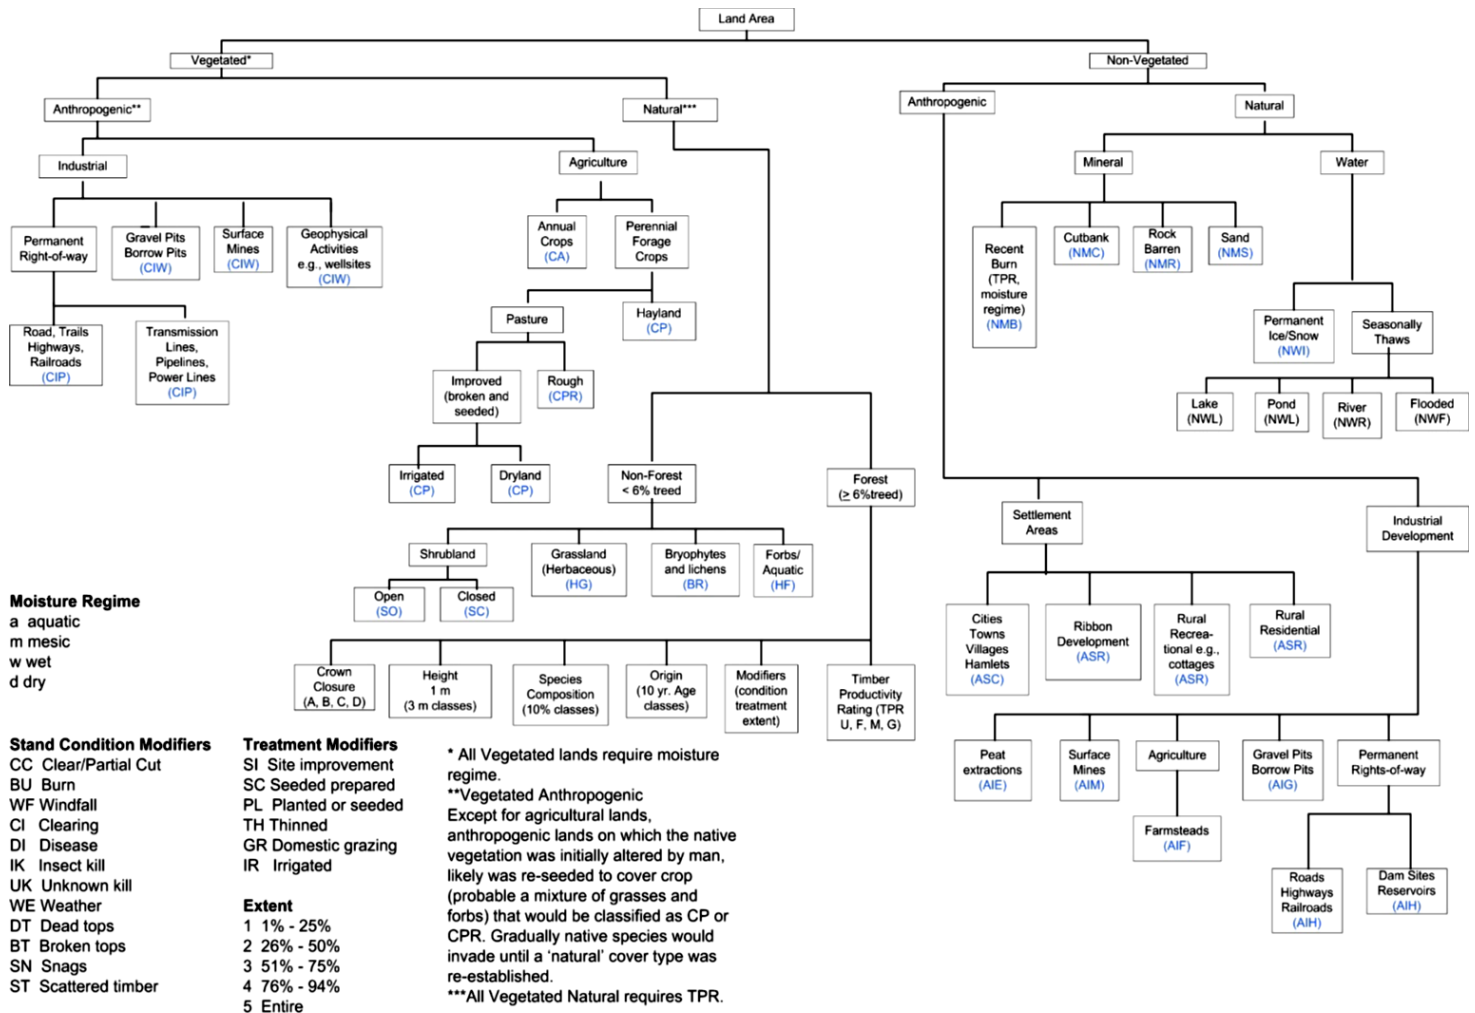 Land Area
Vegetated*
Non-Vegetated
Anthropogenic**
Natural***
Anthropogenic
Natural
Industrial
Agriculture
Mineral
Water
Permanent
Right-of-way
Gravel Pits
Borrow Pits
(CIW)
Surface
Mines
(CIW)
Geophysical
Activities
e.g., wellsites
(CIW)
Annual
Crops
(CA)
Perennial
Forage
Crops
Recent
Burn
(TPR,
moisture
regime)
(NMB)
Cutbank
(NMC)
Rock
Barren
(NMR)
Sand
(NMS)
Road, Trails
Highways,
Railroads
(CIP)
Transmission
Lines,
Pipelines,
Power Lines
(CIP)
Pasture
Hayland
(CP)
Permanent
Ice/Snow
(NWI)
Seasonally
Thaws
Improved
(broken and
seeded)
Rough
(CPR)
Lake
(NWL)
Pond
(NWL)
River
(NWR)
Flooded
(NWF)
Irrigated
(CP)
Dryland
(CP)
Non-Forest
< 6% treed
Forest
(≥ 6%treed)
Settlement
Areas
Industrial
Development
Shrubland
Grassland
(Herbaceous)
(HG)
Bryophytes
and lichens
(BR)
Forbs/
Aquatic
(HF)
Open
(SO)
Closed
(SC)
Cities
Towns
Villages
Hamlets
(ASC)
Ribbon
Development
(ASR)
Rural
Recrea-
tional e.g.,
cottages
(ASR)
Rural
Residential
(ASR)
Crown
Closure
(A, B, C, D)
Height
1 m
(3 m classes)
Species
Composition
(10% classes)
Origin
(10 yr. Age
classes)
Modifiers
(condition
treatment
extent)
Timber
Productivity
Rating (TPR
U, F, M, G)
Peat
extractions
(AIE)
Surface
Mines
(AIM)
Agriculture
Gravel Pits
Borrow Pits
(AIG)
Permanent
Rights-of-way
Farmsteads
(AIF)
Roads
Highways
Railroads
(AIH)
Dam Sites
Reservoirs
(AIH)
Moisture Regime
a aquatic
m mesic
w wet
d dry
Stand Condition Modifiers
CC Clear/Partial Cut
BU Burn
WF Windfall
CI Clearing
DI Disease
IK Insect kill
UK Unknown kill
WE Weather
DT Dead tops
BT Broken tops
SN Snags
ST Scattered timber
Treatment Modifiers
SI Site improvement
SC Seeded prepared
PL Planted or seeded
TH Thinned
GR Domestic grazing
IR Irrigated
Extent
1 1% - 25%
2 26% - 50%
3 51% - 75%
4 76% - 94%
5 Entire
* All Vegetated lands require moisture
regime.
**Vegetated Anthropogenic
Except for agricultural lands,
anthropogenic lands on which the native
vegetation was initially altered by man,
likely was re-seeded to cover crop
(probable a mixture of grasses and
forbs) that would be classified as CP or
CPR. Gradually native species would
invade until a 'natural' cover type was
re-established.
***All Vegetated Natural requires TPR.